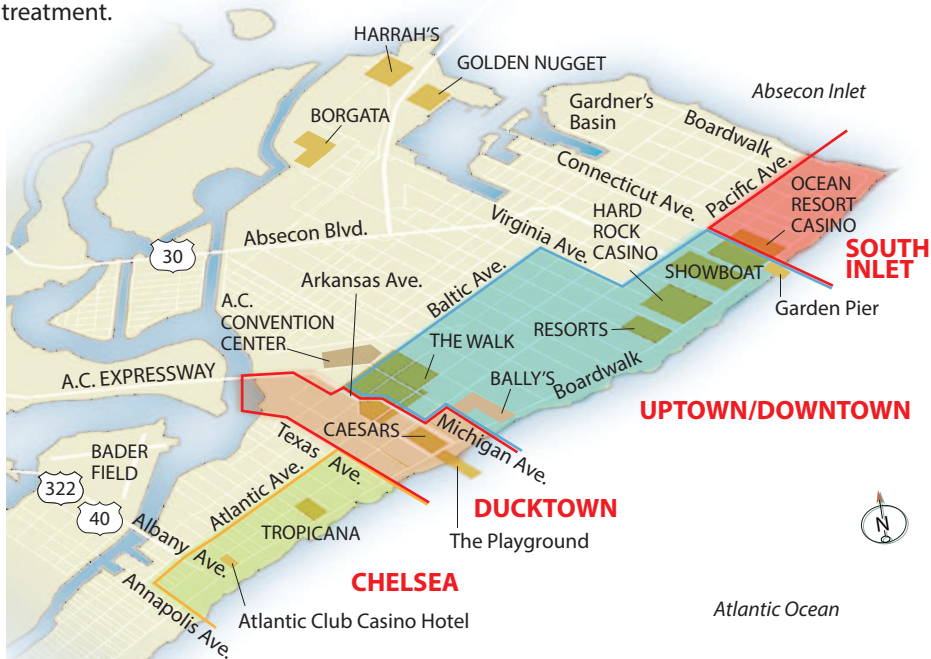 treatment.
HARRAH'S
GOLDEN NUGGET
BORGATA
Gardner's
Basin
Absecon Inlet
Boardwalk
Connecticut Ave.
Pacific Ave.
OCEAN
RESORT
CASINO
Virginia Ave.
HARD
ROCK
CASINO
30
Absecon Blvd.
SOUTH
INLET
SHOWBOAT
Garden Pier
Arkansas Ave.
Baltic Ave.
A.C.
CONVENTION
CENTER
THE WALK
RESORTS
Boardwalk
A.C. EXPRESSWAY
BALLY'S
UPTOWN/DOWNTOWN
CAESARS
Michigan Ave.
Texas Ave.
BADER
FIELD
Atlantic Ave.
322
40
DUCKTOWN
The Playground
N
Albany Ave.
TROPICANA
CHELSEA
Annapolis Ave.
Atlantic Club Casino Hotel
Atlantic Ocean